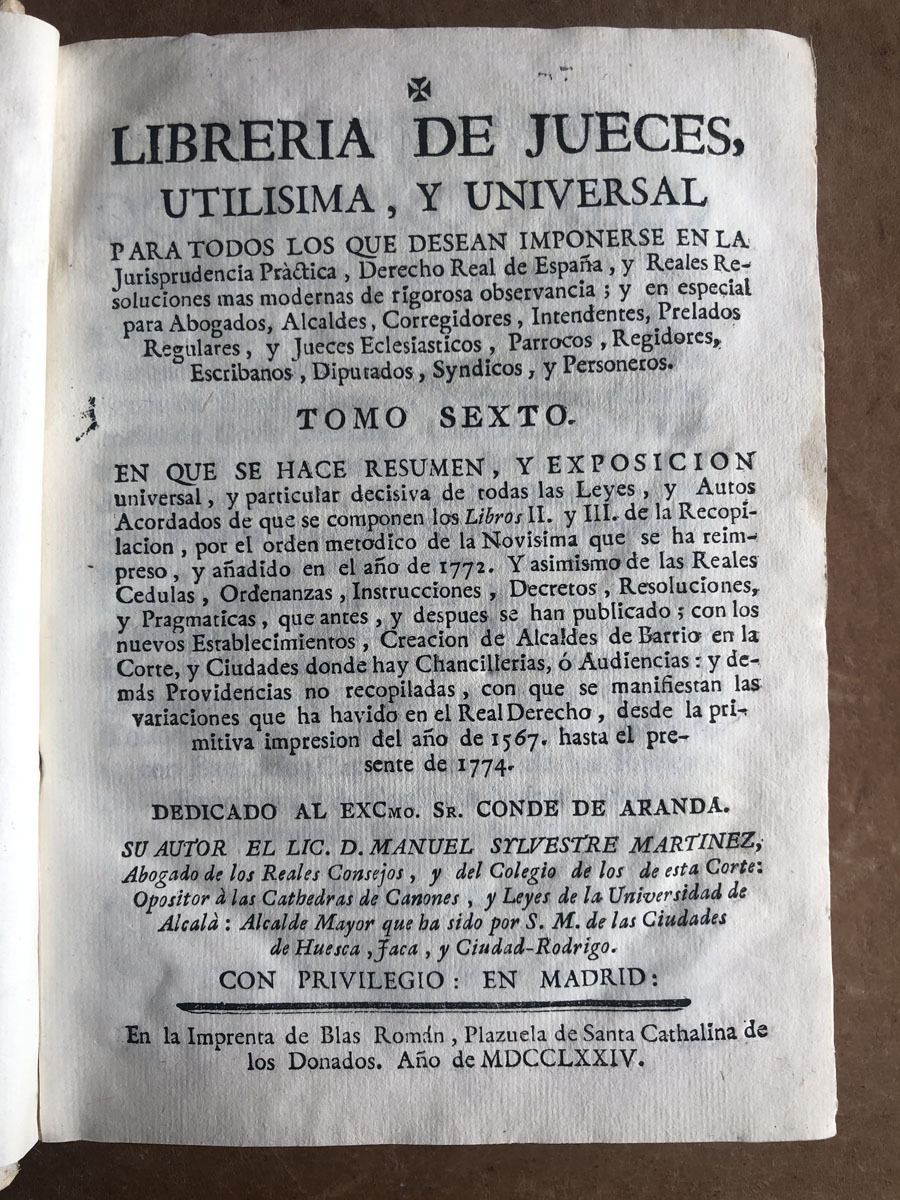 ✠
LIBRERIA DE JUECES,
UTILISIMA, Y UNIVERSAL
PARA TODOS LOS QUE DESEAN IMPONERSE EN LA
Jurisprudencia Pràctica, Derecho Real de España, y Reales Re-
soluciones mas modernas de rigorosa observancia; y en especial
para Abogados, Alcaldes, Corregidores, Intendentes, Prelados
Regulares, y Jueces Eclesiasticos, Parrocos, Regidores,
Escribanos, Diputados, Syndicos, y Personeros.
TOMO SEXTO.
EN QUE SE HACE RESUMEN, Y EXPOSICION
universal, y particular decisiva de todas las Leyes, y Autos
Acordados de que se componen los Libros II. y III. de la Recopi-
lacion, por el orden metodico de la Novisima que se ha reim-
preso, y añadido en el año de 1772. Y asimismo de las Reales
Cedulas, Ordenanzas, Instrucciones, Decretos, Resoluciones,
y Pragmaticas, que antes, y despues se han publicado; con los
nuevos Establecimientos, Creacion de Alcaldes de Barrio en la
Corte, y Ciudades donde hay Chancillerias, ó Audiencias: y de-
más Providencias no recopiladas, con que se manifiestan las
variaciones que ha havido en el Real Derecho, desde la pri-
mitiva impresion del año de 1567. hasta el pre-
sente de 1774.
DEDICADO AL EXCMO. SR. CONDE DE ARANDA.
SU AUTOR EL LIC. D. MANUEL SYLVESTRE MARTINEZ,
Abogado de los Reales Consejos, y del Colegio de los de esta Corte:
Opositor à las Cathedras de Canones, y Leyes de la Universidad de
Alcalà: Alcalde Mayor que ha sido por S. M. de las Ciudades
de Huesca, Jaca, y Ciudad-Rodrigo.
CON PRIVILEGIO: EN MADRID:
En la Imprenta de Blas Román, Plazuela de Santa Cathalina de
los Donados. Año de MDCCLXXIV.